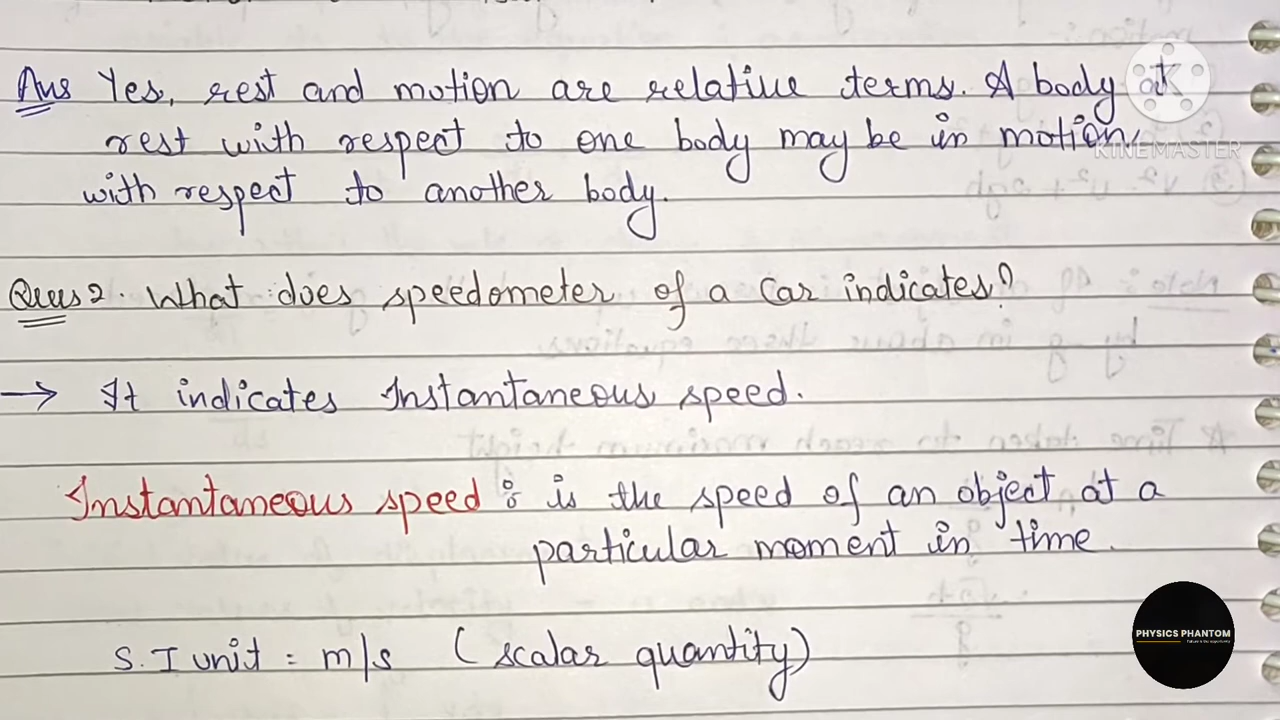 Ans Yes, rest and motion are relative terms. A body at
rest with respect to one body may be in motion,
with respect to another body.
KINEMASTER
Ques 2. What does speedometer of a car indicates?
→ It indicates Instantaneous speed.
Instantaneous speed : is the speed of an object at a
particular moment in time.
PHYSICS PHANTOM
S.I unit = m/s (scalar quantity)